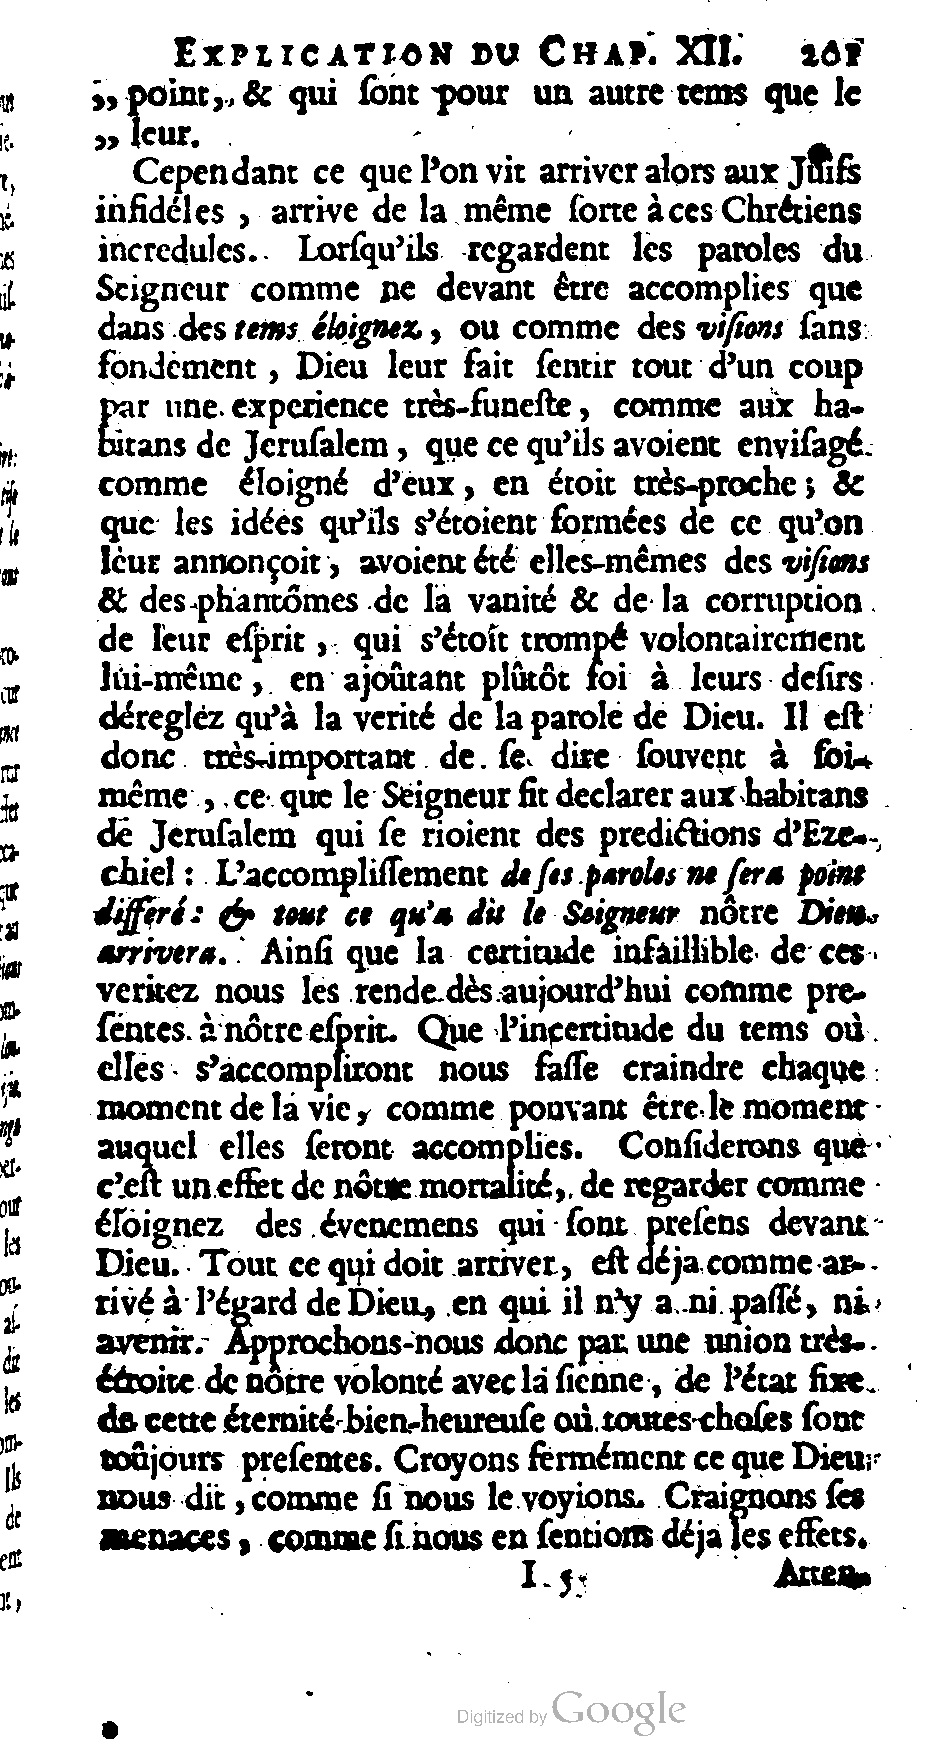 EXPLICATION DU CHAP. XII. 201
„ point, & qui ſont pour un autre tems que le
„ leur.
Cependant ce que l'on vit arriver alors aux Juifs
infidéles, arrive de la même ſorte à ces Chrétiens
incredules. Lorſqu'ils regardent les paroles du
Seigneur comme ne devant être accomplies que
dans des tems éloignez, ou comme des viſions ſans
fondement, Dieu leur fait ſentir tout d'un coup
par une experience très-funeſte, comme aux ha-
bitans de Jeruſalem, que ce qu'ils avoient enviſagé
comme éloigné d'eux, en étoit très-proche; &
que les idées qu'ils s'étoient formées de ce qu'on
leur annonçoit, avoient été elles-mêmes des viſions
& des phantômes de la vanité & de la corruption
de leur eſprit, qui s'étoit trompé volontairement
lui-même, en ajoûtant plûtôt foi à leurs deſirs
déreglez qu'à la verité de la parole de Dieu. Il eſt
donc très-important de ſe dire ſouvent à ſoi-
même, ce que le Seigneur fit declarer aux habitans
de Jeruſalem qui ſe rioient des predictions d'Eze-
chiel: L'accompliſſement de ſes paroles ne ſera point
differé: & tout ce qu'a dit le Seigneur nôtre Dieu
arrivera. Ainſi que la certitude infaillible de ces
veritez nous les rende dès aujourd'hui comme pre-
ſentes à nôtre eſprit. Que l'incertitude du tems où
elles s'accompliront nous faſſe craindre chaque
moment de la vie, comme pouvant être le moment
auquel elles ſeront accomplies. Conſiderons que
c'eſt un effet de nôtre mortalité, de regarder comme
éloignez des évenemens qui ſont preſens devant
Dieu. Tout ce qui doit arriver, eſt déja comme ar-
rivé à l'égard de Dieu, en qui il n'y a ni paſſé, ni
avenir. Approchons-nous donc par une union très-
étroite de nôtre volonté avec la ſienne, de l'état fixe
de cette éternité bien-heureuſe où toutes choſes ſont
toûjours preſentes. Croyons fermément ce que Dieu
nous dit, comme ſi nous le voyions. Craignons ſes
menaces, comme ſi nous en ſentions déja les effets.
I 5 Atten-
Digitized by Google